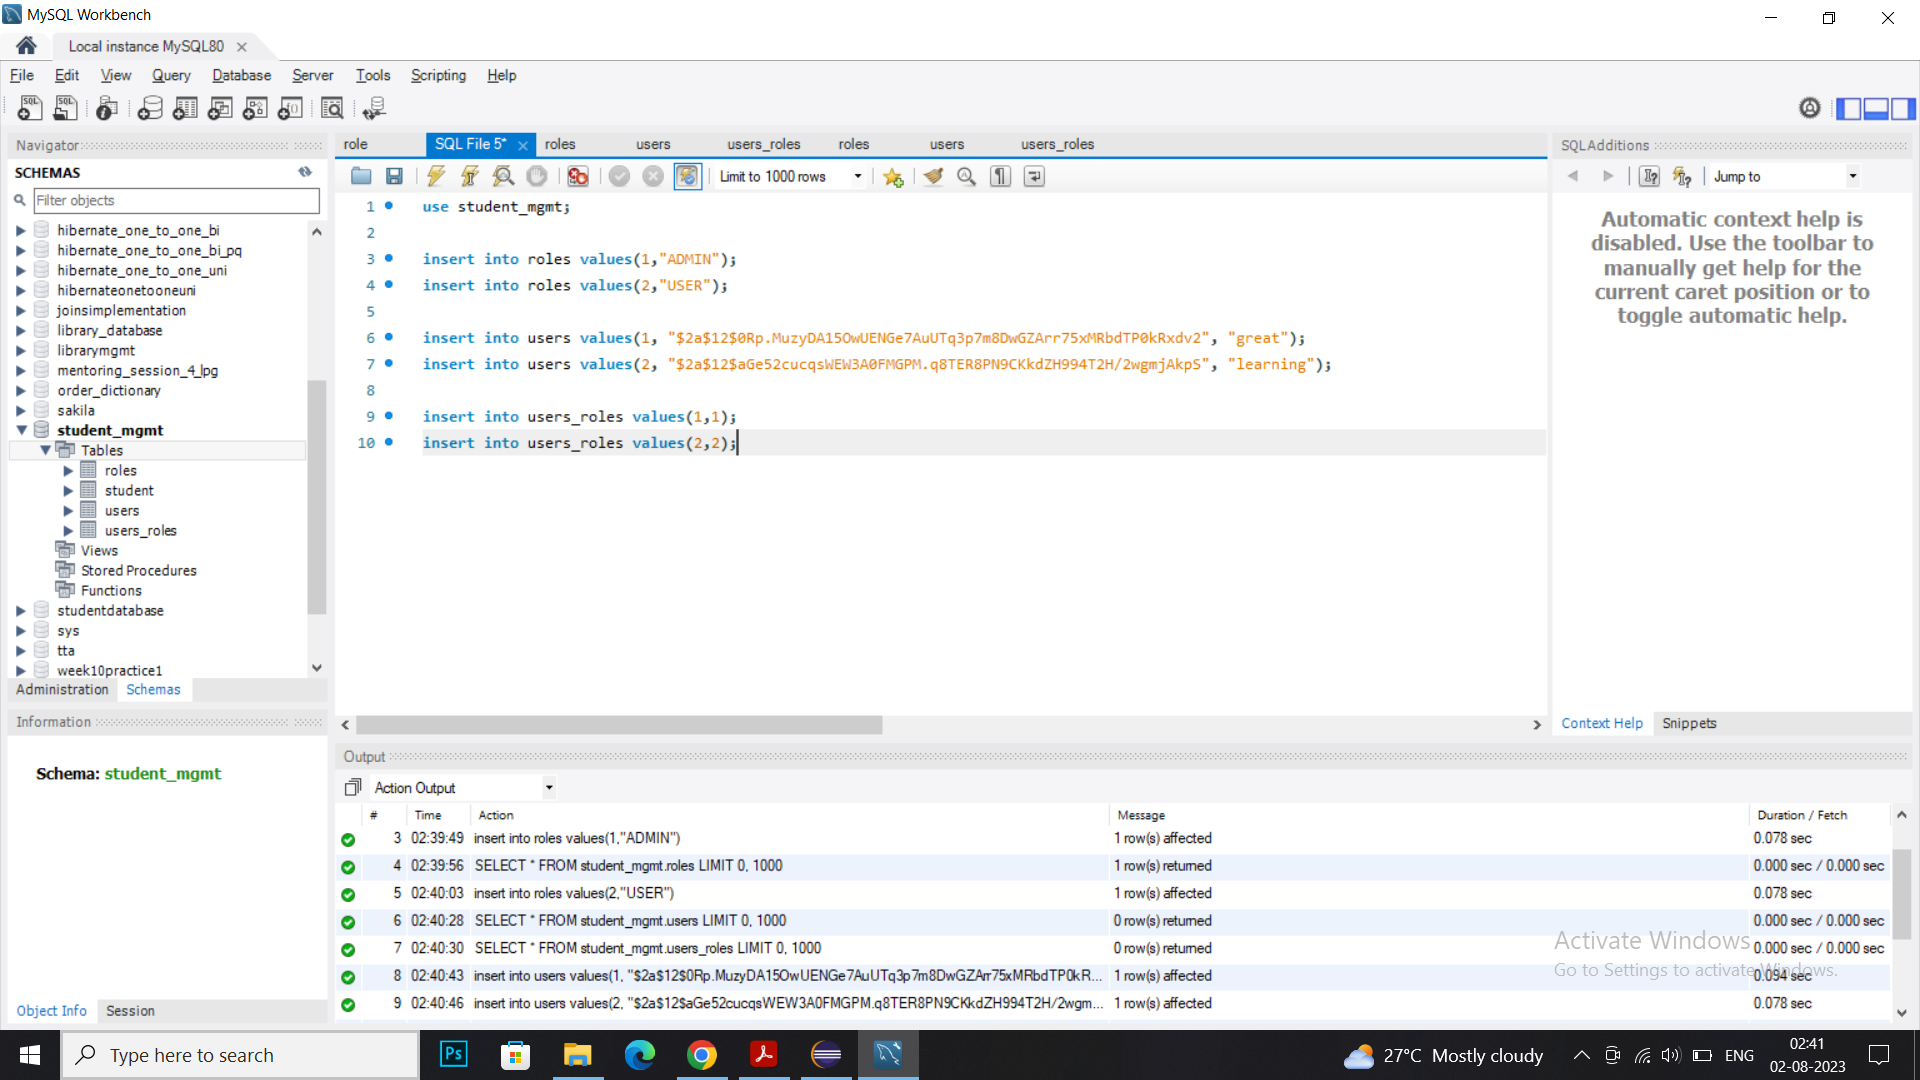 MySQL Workbench
Local instance MySQL80
File Edit View Query Database Server Tools Scripting Help
Navigator
SCHEMAS
Filter objects
hibernate_one_to_one_bi
hibernate_one_to_one_bi_pq
hibernate_one_to_one_uni
hibernateonetooneuni
joinsimplementation
library_database
librarymgmt
mentoring_session_4_lpg
order_dictionary
sakila
student_mgmt
Tables
roles
student
users
users_roles
Views
Stored Procedures
Functions
studentdatabase
sys
tta
week10practice1
Administration Schemas
Information
Schema: student_mgmt
Object Info Session
role SQL File 5* roles users users_roles roles users users_roles
Limit to 1000 rows
1 use student_mgmt;
2
3 insert into roles values(1,"ADMIN");
4 insert into roles values(2,"USER");
5
6 insert into users values(1, "$2a$12$0Rp.MuzyDA15OwUENGe7AuUTq3p7m8DwGZArr75xMRbdTP0kRxdv2", "great");
7 insert into users values(2, "$2a$12$aGe52cucqsWEW3A0FMGPM.q8TER8PN9CKkdZH994T2H/2wgmjAkpS", "learning");
8
9 insert into users_roles values(1,1);
10 insert into users_roles values(2,2);
SQLAdditions
Jump to
Automatic context help is
disabled. Use the toolbar to
manually get help for the
current caret position or to
toggle automatic help.
Context Help Snippets
Output
Action Output
# Time Action Message Duration / Fetch
3 02:39:49 insert into roles values(1,"ADMIN") 1 row(s) affected 0.078 sec
4 02:39:56 SELECT * FROM student_mgmt.roles LIMIT 0, 1000 1 row(s) returned 0.000 sec / 0.000 sec
5 02:40:03 insert into roles values(2,"USER") 1 row(s) affected 0.078 sec
6 02:40:28 SELECT * FROM student_mgmt.users LIMIT 0, 1000 0 row(s) returned 0.000 sec / 0.000 sec
7 02:40:30 SELECT * FROM student_mgmt.users_roles LIMIT 0, 1000 0 row(s) returned 0.000 sec / 0.000 sec
8 02:40:43 insert into users values(1, "$2a$12$0Rp.MuzyDA15OwUENGe7AuUTq3p7m8DwGZArr75xMRbdTP0kR... 1 row(s) affected 0.094 sec
9 02:40:46 insert into users values(2, "$2a$12$aGe52cucqsWEW3A0FMGPM.q8TER8PN9CKkdZH994T2H/2wgm... 1 row(s) affected 0.078 sec
Activate Windows
Go to Settings to activate Windows.
Type here to search
Ps
27°C Mostly cloudy
ENG
02:41
02-08-2023